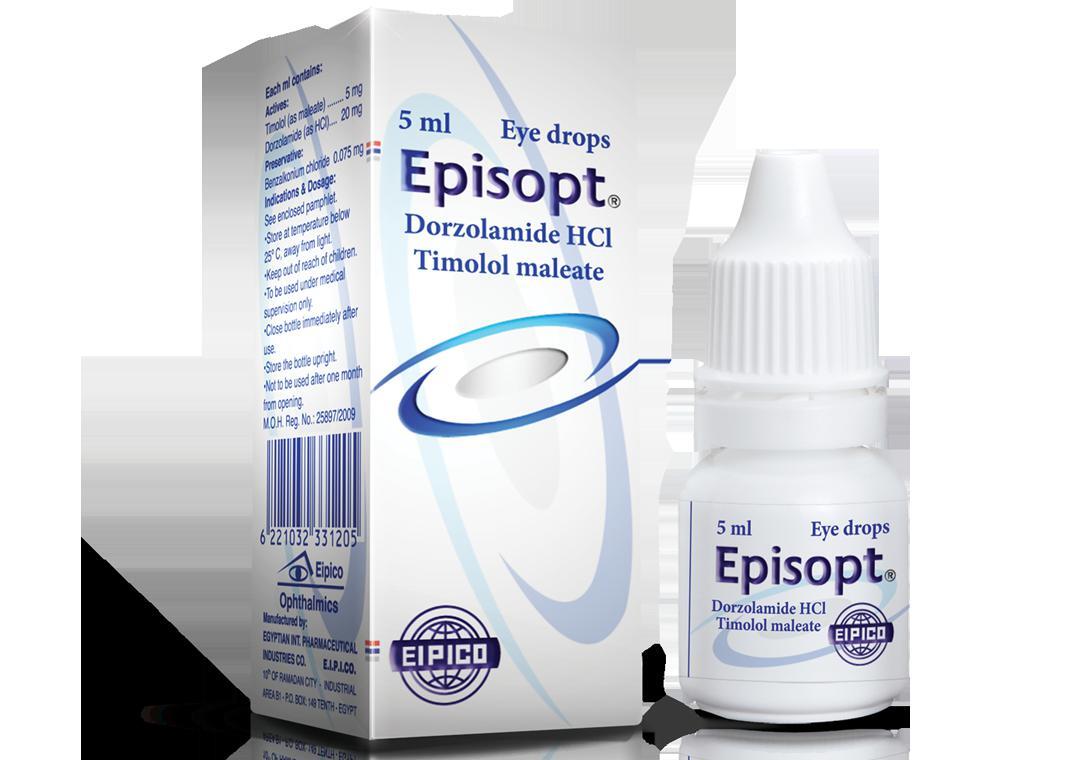 Each ml contains:
Actives:
Timolol (as maleate) ........ 5 mg
Dorzolamide (as HCl).... 20 mg
Preservative:
Benzalkonium chloride 0.075 mg
Indications & Dosage:
See enclosed pamphlet.
•Store at temperature below
25° C, away from light.
•Keep out of reach of children.
•To be used under medical
supervision only.
•Close bottle immediately after
use.
•Store the bottle upright.
•Not to be used after one month
from opening.
M.O.H. Reg. No.: 25897/2009
6 221032 331205
Eipico
Ophthalmics
Manufactured by:
EGYPTIAN INT. PHARMACEUTICAL
INDUSTRIES CO. E.I.P.I.CO.
10th OF RAMADAN CITY - INDUSTRIAL
AREA B1 - P.O. BOX: 149 TENTH - EGYPT
5 ml Eye drops
Episopt®
Dorzolamide HCl
Timolol maleate
EIPICO
5 ml Eye drops
Episopt®
Dorzolamide HCl
Timolol maleate
EIPICO